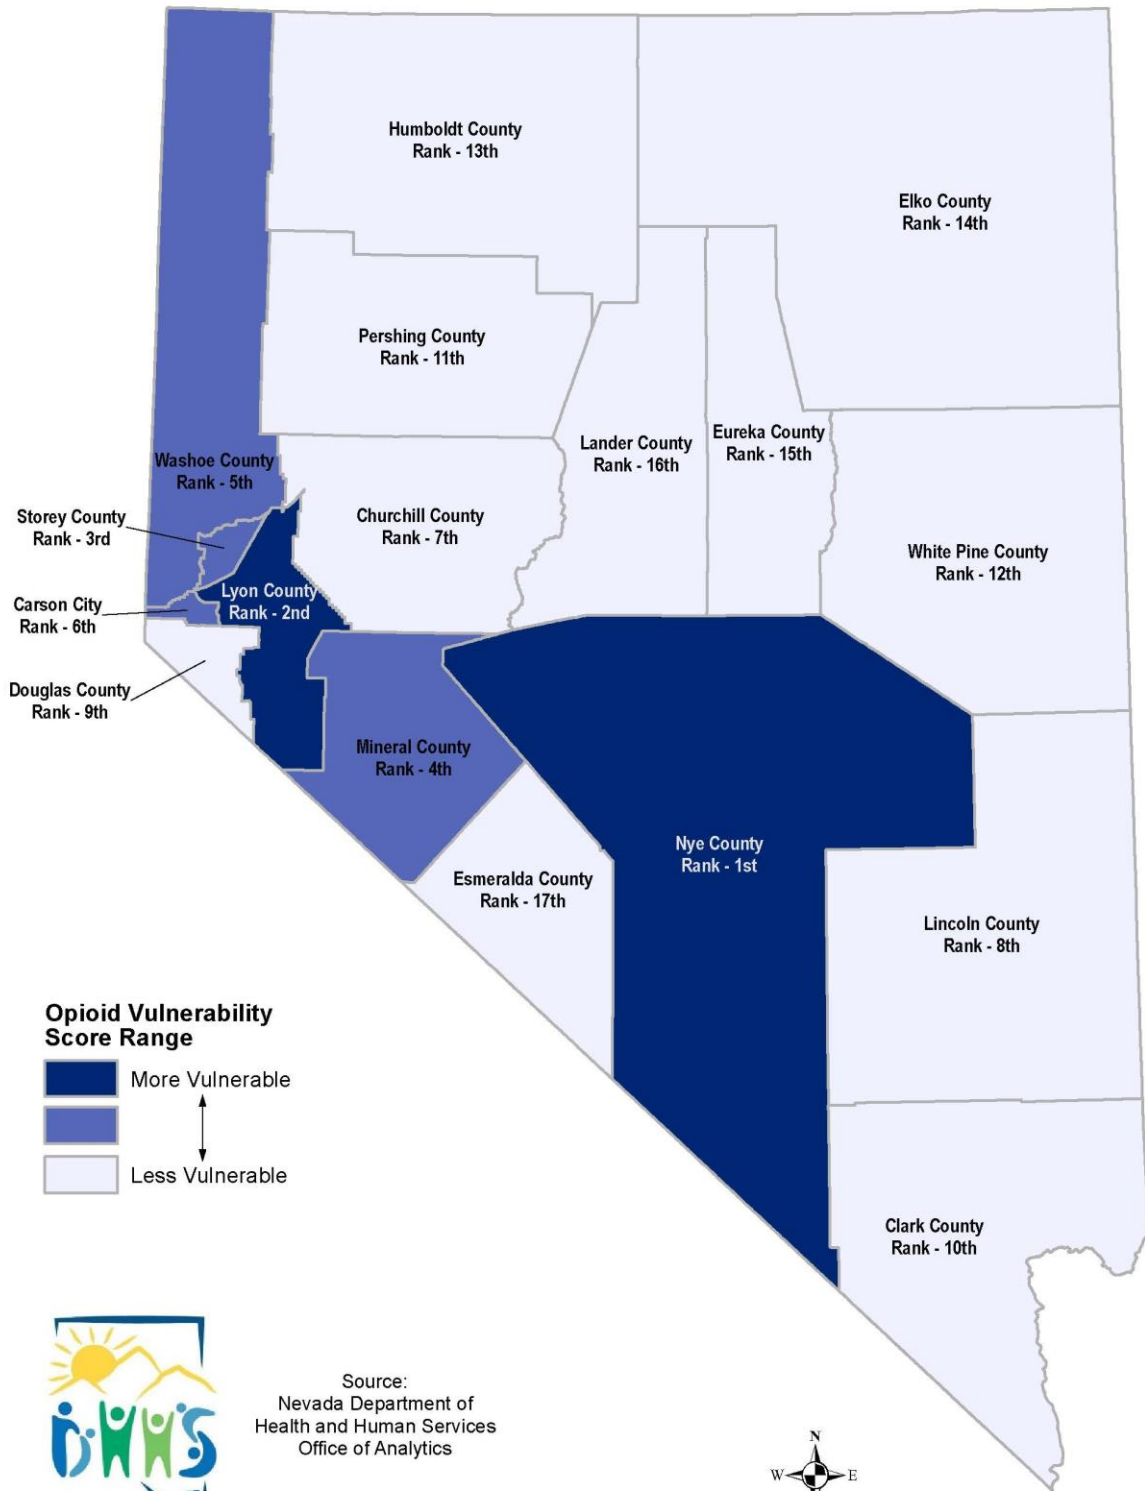 Humboldt County
Rank - 13th
Elko County
Rank - 14th
Pershing County
Rank - 11th
Lander County
Rank - 16th
Eureka County
Rank - 15th
Washoe County
Rank - 5th
Storey County
Rank - 3rd
Churchill County
Rank - 7th
White Pine County
Rank - 12th
Carson City
Rank - 6th
Lyon County
Rank - 2nd
Douglas County
Rank - 9th
Mineral County
Rank - 4th
Nye County
Rank - 1st
Esmeralda County
Rank - 17th
Lincoln County
Rank - 8th
Opioid Vulnerability
Score Range
More Vulnerable
Less Vulnerable
Clark County
Rank - 10th
DHHS
Source:
Nevada Department of
Health and Human Services
Office of Analytics
N
W E